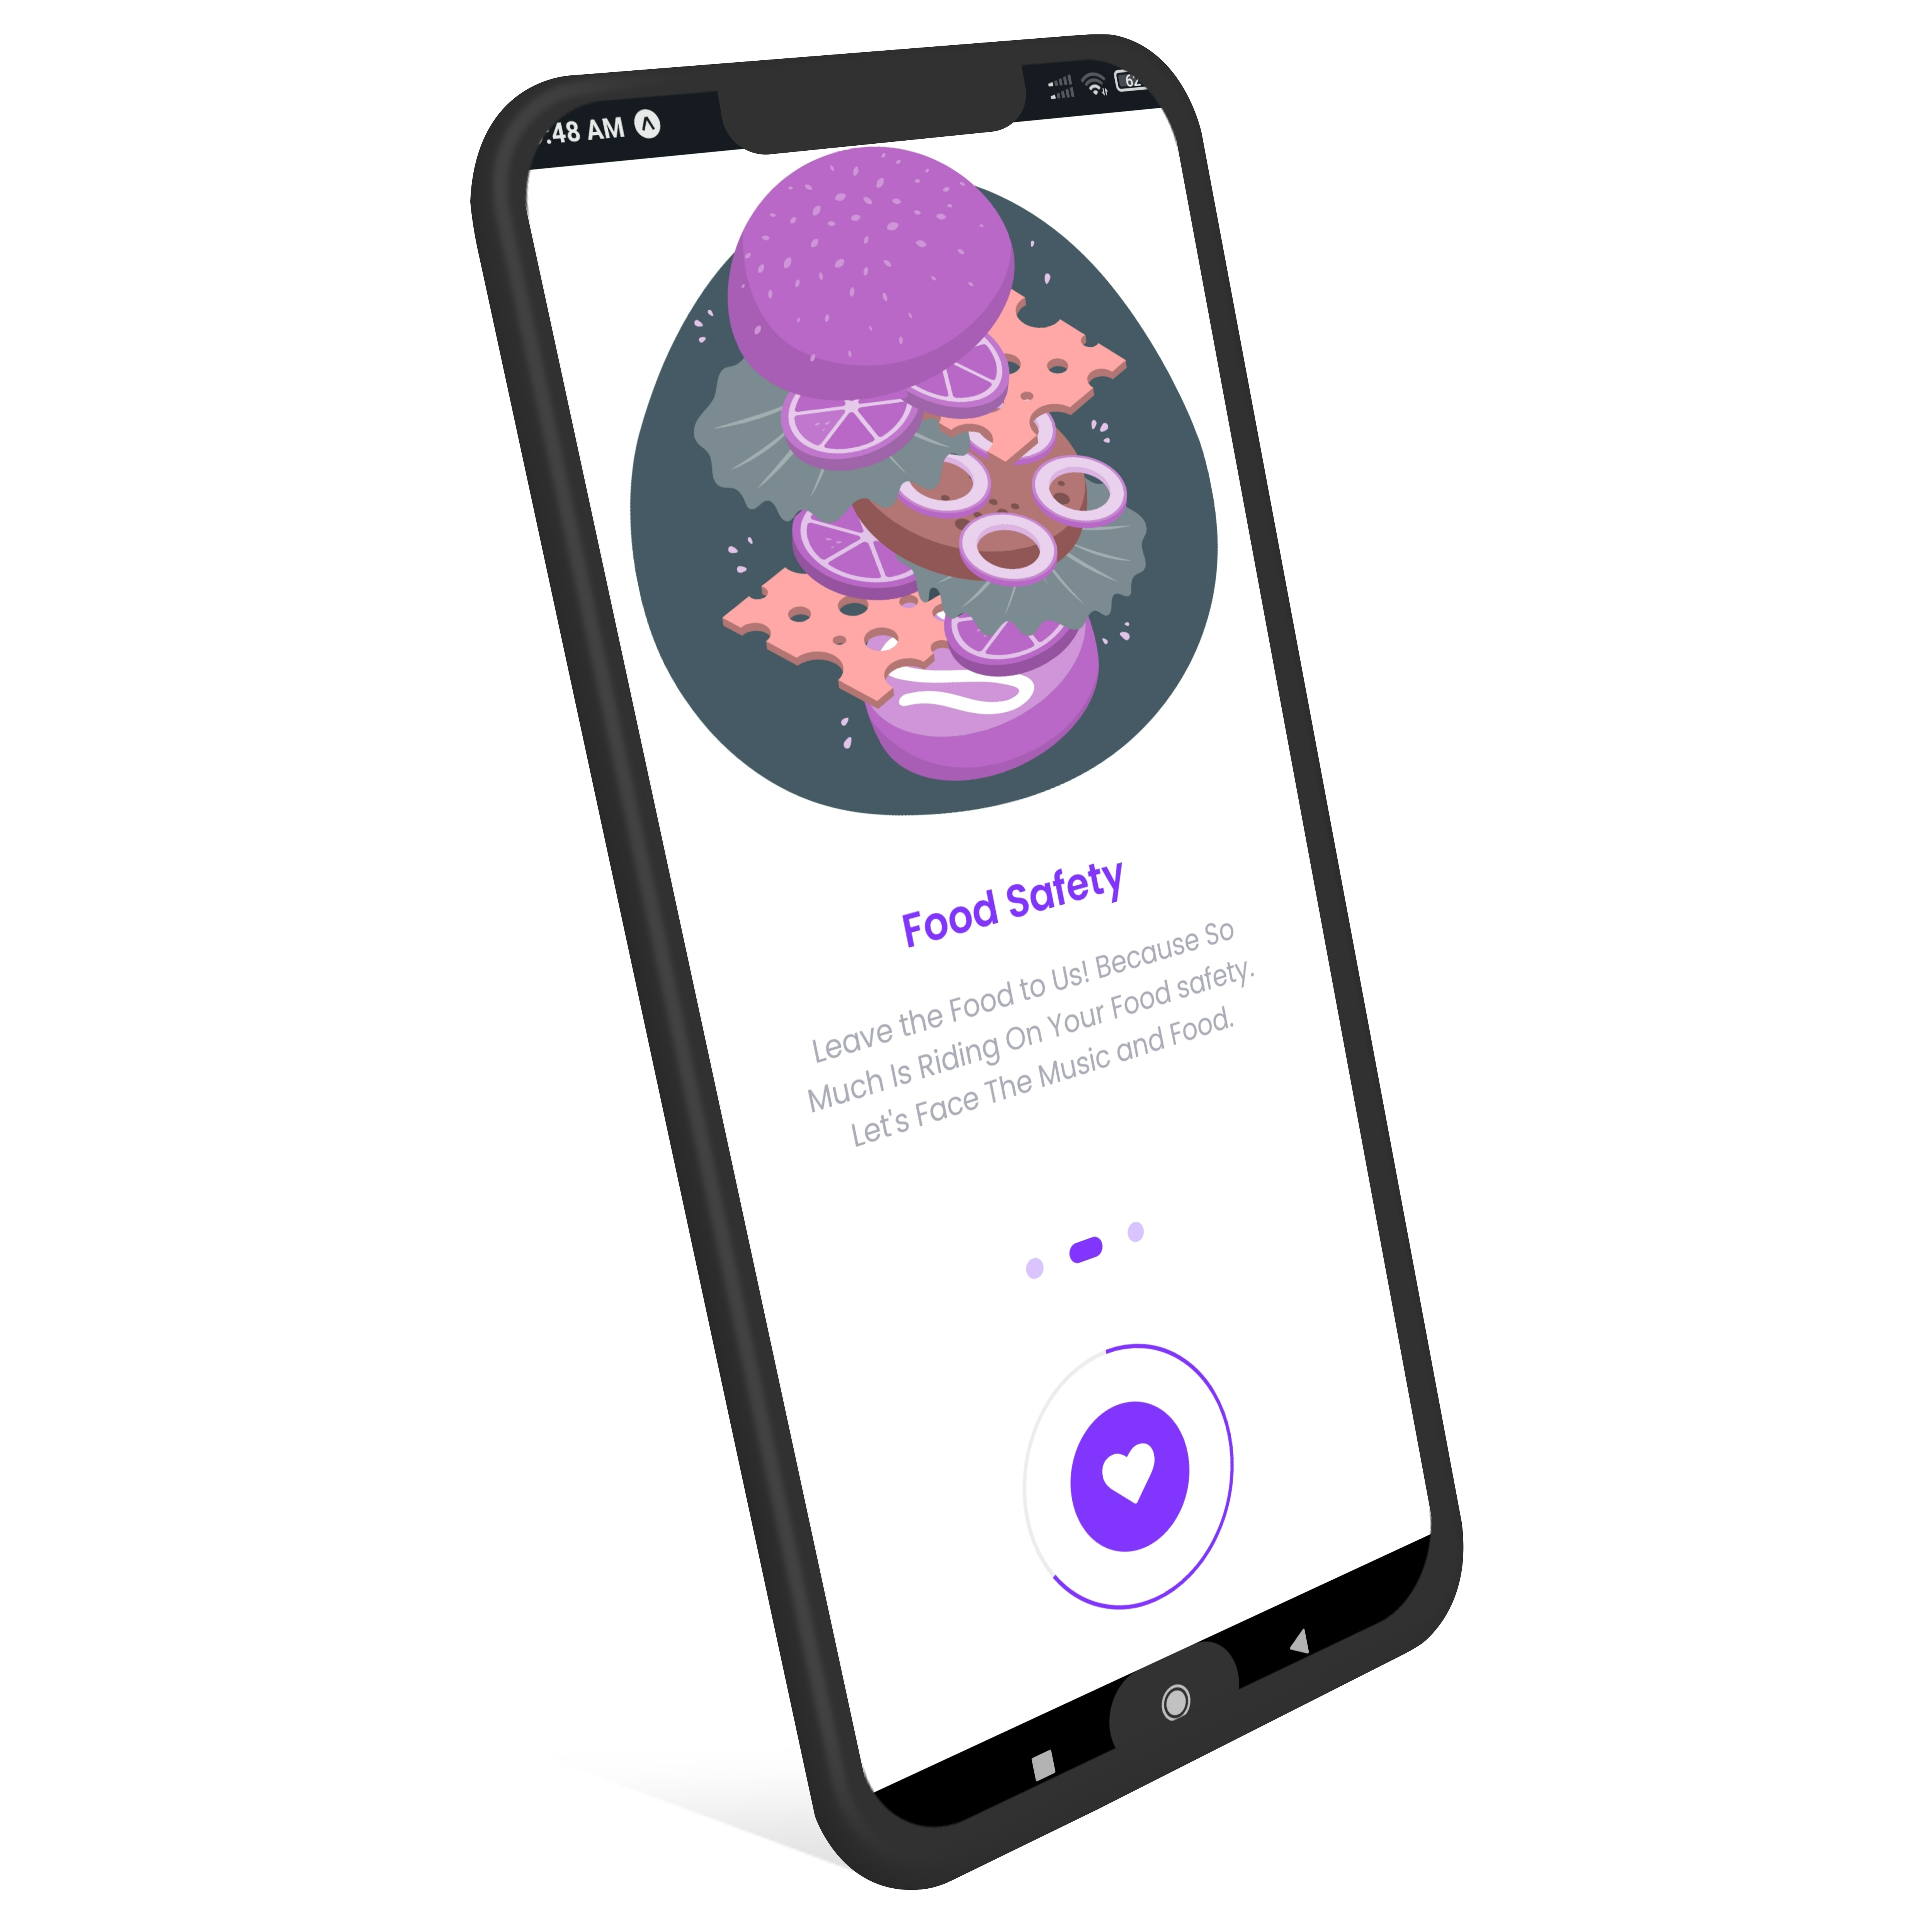 :48 AM
62
Food Safety
Leave the Food to Us! Because So
Much Is Riding On Your Food safety.
Let's Face The Music and Food.